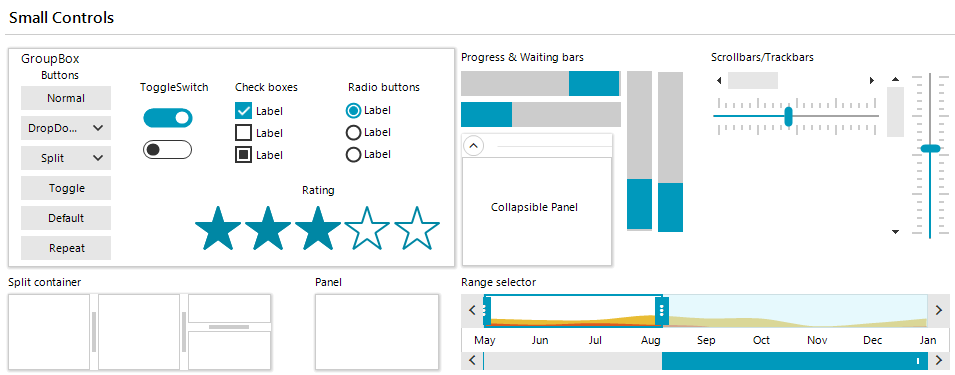 Small Controls
GroupBox
Buttons
Normal
DropDo...
Split
Toggle
Default
Repeat
ToggleSwitch
Check boxes
Label
Label
Label
Radio buttons
Label
Label
Label
Rating
Progress & Waiting bars
Collapsible Panel
Scrollbars/Trackbars
Split container
Panel
Range selector
May Jun Jul Aug Sep Oct Nov Dec Jan